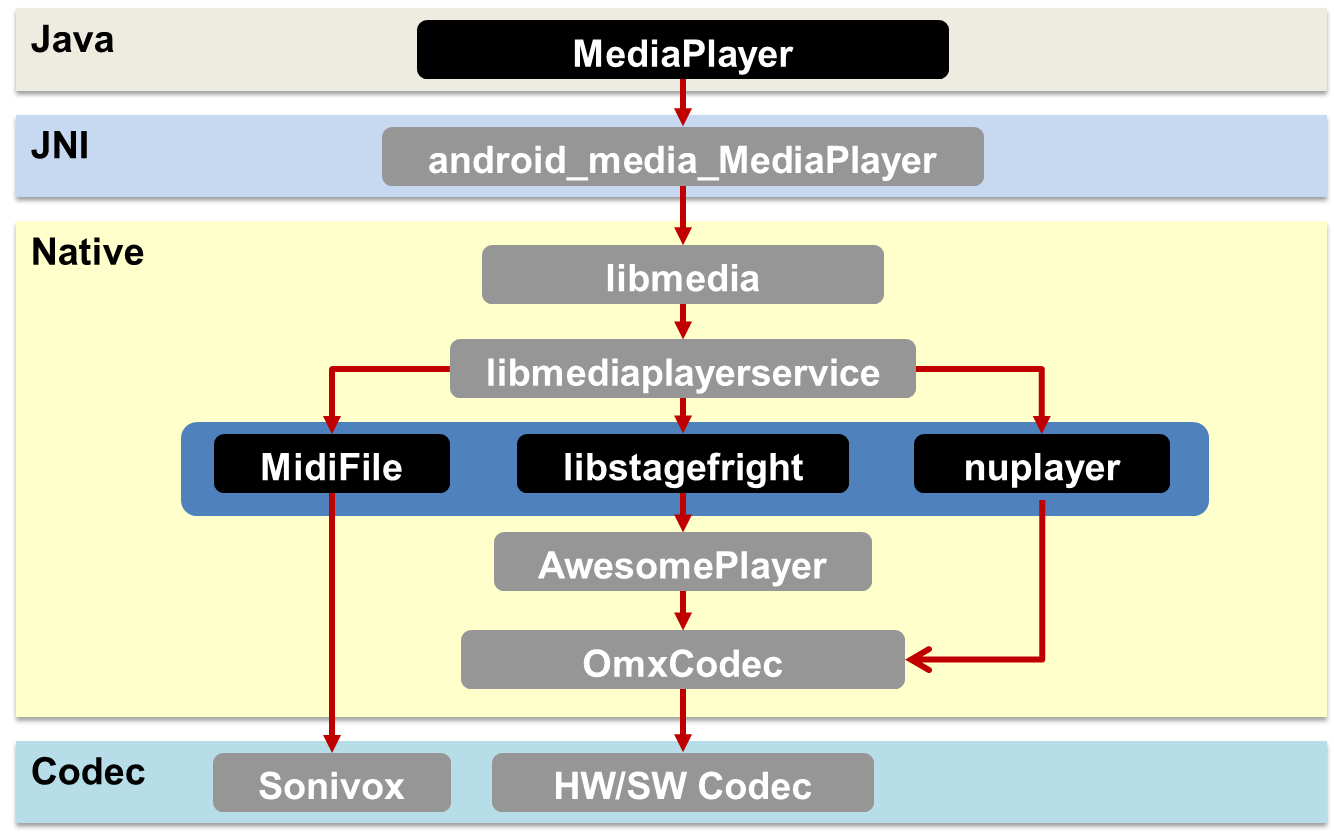 Java
MediaPlayer
JNI
android_media_MediaPlayer
Native
libmedia
libmediaplayerservice
MidiFile
libstagefright
nuplayer
AwesomePlayer
OmxCodec
Codec
Sonivox
HW/SW Codec